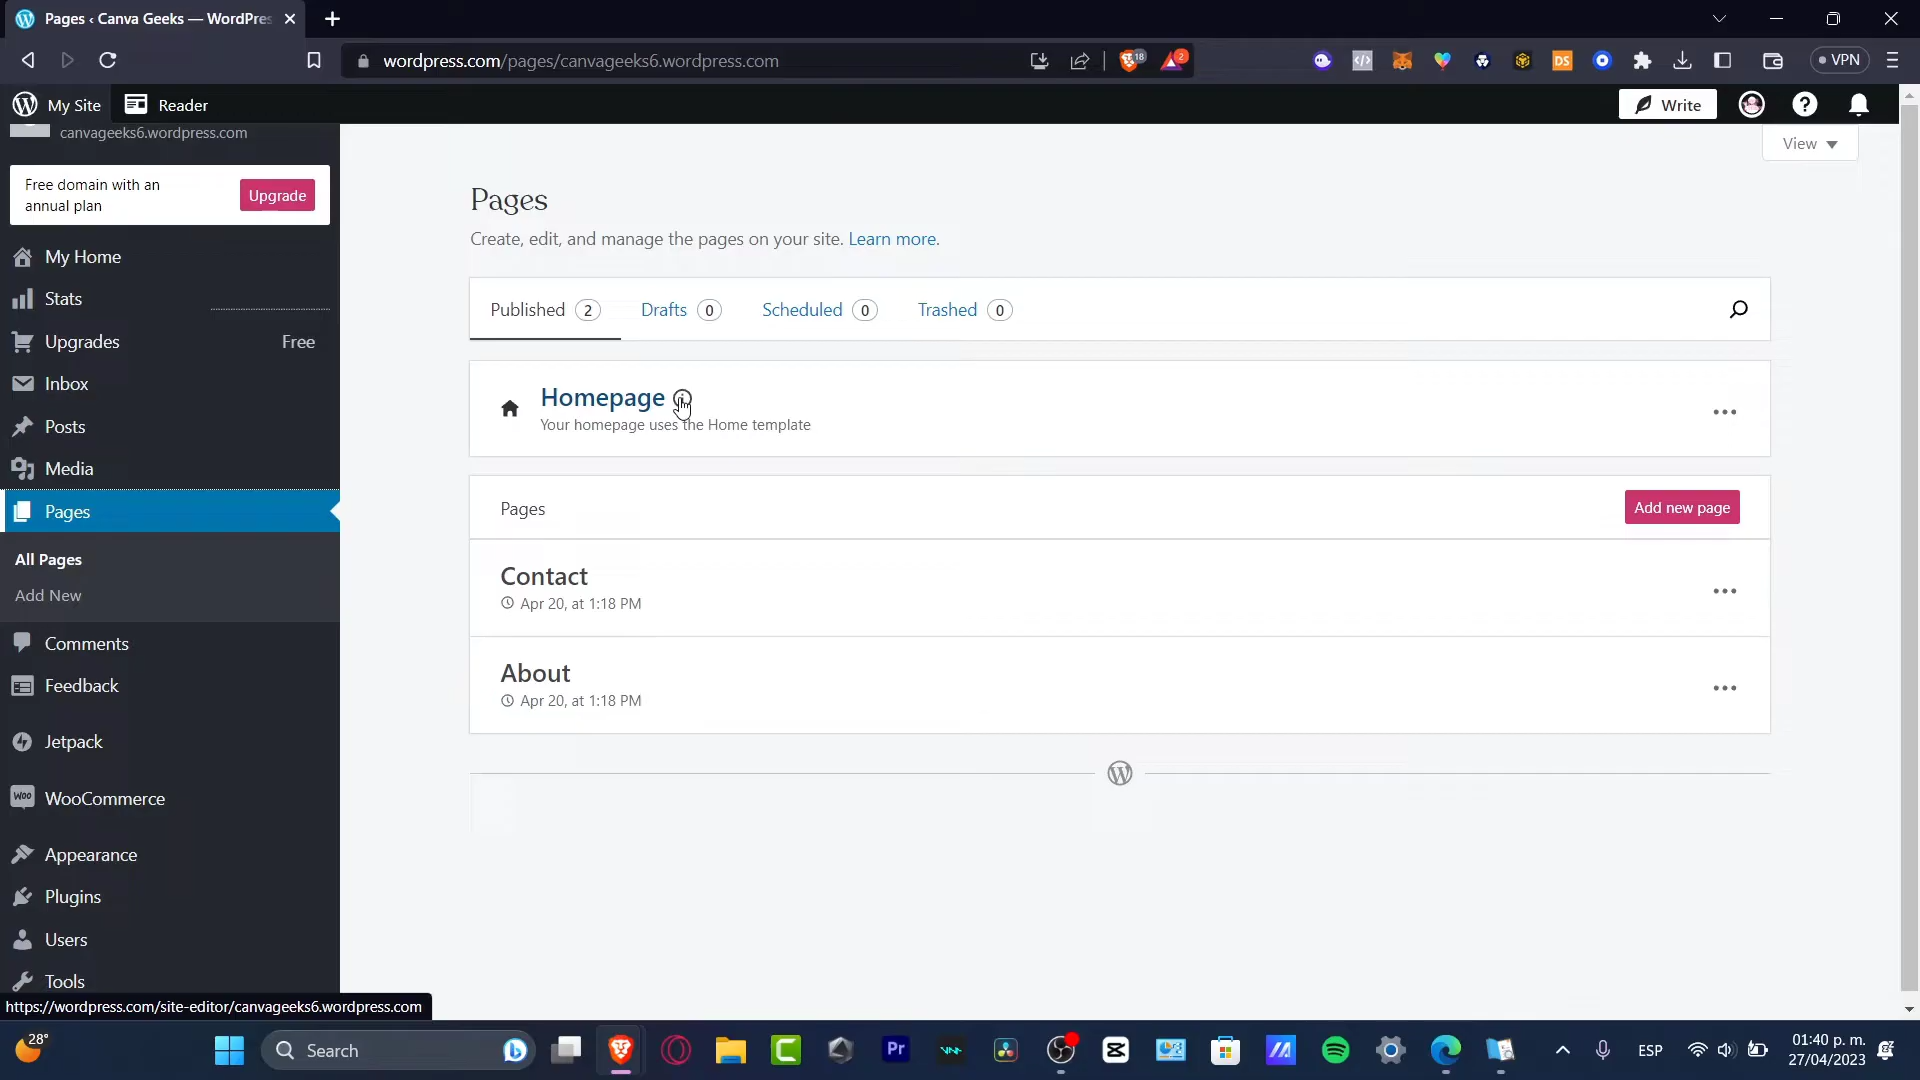 Pages ‹ Canva Geeks — WordPres
wordpress.com/pages/canvageeks6.wordpress.com
18
2
DS
VPN
My Site
Reader
Write
canvageeks6.wordpress.com
View
Free domain with an
annual plan
Upgrade
My Home
Stats
Upgrades
Free
Inbox
Posts
Media
Pages
All Pages
Add New
Comments
Feedback
Jetpack
Woo
WooCommerce
Appearance
Plugins
Users
Tools
https://wordpress.com/site-editor/canvageeks6.wordpress.com
Pages
Create, edit, and manage the pages on your site. Learn more.
Published 2
Drafts 0
Scheduled 0
Trashed 0
Homepage
Your homepage uses the Home template
Pages
Add new page
Contact
Apr 20, at 1:18 PM
About
Apr 20, at 1:18 PM
28°
Search
Pr
ESP
01:40 p. m.
27/04/2023